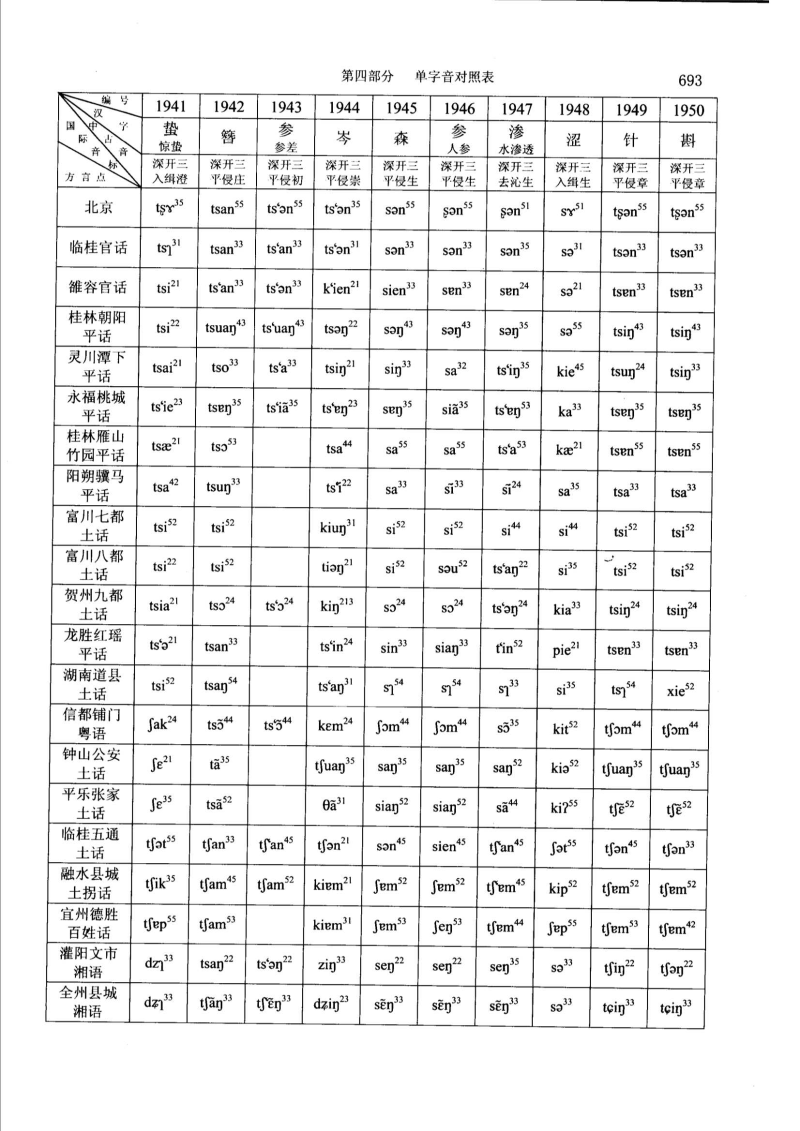 第四部分 单字音对照表 693
编号 1941 1942 1943 1944 1945 1946 1947 1948 1949 1950
汉字 蛰 簪 参 岑 森 参 渗 涩 针 斟
国际音标 中古音 惊蛰 参差 人参 水渗透
方言点 深开三 深开三 深开三 深开三 深开三 深开三 深开三 深开三 深开三 深开三
入缉澄 平侵庄 平侵初 平侵崇 平侵生 平侵生 去沁生 入缉生 平侵章 平侵章
北京 tʂɤ³⁵ tsan⁵⁵ tsʻən⁵⁵ tsʻən³⁵ sən⁵⁵ ʂən⁵⁵ ʂən⁵¹ sɤ⁵¹ tʂən⁵⁵ tʂən⁵⁵
临桂官话 tsʅ³¹ tsan³³ tsʻan³³ tsʻən³¹ sən³³ sən³³ sən³⁵ sə³¹ tsən³³ tsən³³
雒容官话 tsi²¹ tsʻan³³ tsʻən³³ kʻien²¹ sien³³ sɐn³³ sɐn²⁴ sə²¹ tsɐn³³ tsɐn³³
桂林朝阳
平话 tsi²² tsuaŋ⁴³ tsʻuaŋ⁴³ tsəŋ²² səŋ⁴³ səŋ⁴³ səŋ³⁵ sə⁵⁵ tsiŋ⁴³ tsiŋ⁴³
灵川潭下
平话 tsai²¹ tso³³ tsʻa³³ tsiŋ²¹ siŋ³³ sa³² tsʻiŋ³⁵ kie⁴⁵ tsuŋ²⁴ tsiŋ³³
永福桃城
平话 tsʻie²³ tsɐŋ³⁵ tsʻiã³⁵ tsʻɐŋ²³ sɐŋ³⁵ siã³⁵ tsʻɐŋ⁵³ ka³³ tsɐŋ³⁵ tsɐŋ³⁵
桂林雁山
竹园平话 tsæ²¹ tsɔ⁵³ tsa⁴⁴ sa⁵⁵ sa⁵⁵ tsʻa⁵³ kæ²¹ tsɐn⁵⁵ tsɐn⁵⁵
阳朔骥马
平话 tsa⁴² tsuŋ³³ tsʻĩ²² sa³³ sĩ³³ sĩ²⁴ sa³⁵ tsa³³ tsa³³
富川七都
土话 tsi⁵² tsi⁵² kiuŋ³¹ si⁵² si⁵² si⁴⁴ si⁴⁴ tsi⁵² tsi⁵²
富川八都
土话 tsi²² tsi⁵² tiəŋ²¹ si⁵² səu⁵² tsʻaŋ²² si³⁵ tsi⁵² tsi⁵²
贺州九都
土话 tsia²¹ tsɔ²⁴ tsʻɔ²⁴ kiŋ²¹³ sɔ²⁴ sɔ²⁴ tsʻəŋ²⁴ kia³³ tsiŋ²⁴ tsiŋ²⁴
龙胜红瑶
平话 tsʻə²¹ tsan³³ tsʻin²⁴ sin³³ siaŋ³³ tʻin⁵² pie²¹ tsɐn³³ tsɐn³³
湖南道县
土话 tsi⁵² tsaŋ⁵⁴ tsʻaŋ³¹ sʅ⁵⁴ sʅ⁵⁴ sʅ³³ si³⁵ tsʅ⁵⁴ xie⁵²
信都铺门
粤语 ʃak²⁴ tsɔ̃⁴⁴ tsʻɔ̃⁴⁴ kɐm²⁴ ʃɔm⁴⁴ ʃɔm⁴⁴ sɔ̃³⁵ kit⁵² tʃɔm⁴⁴ tʃɔm⁴⁴
钟山公安
土话 ʃɛ²¹ tã³⁵ tʃuaŋ³⁵ saŋ³⁵ saŋ³⁵ saŋ⁵² kiə⁵² tʃuaŋ³⁵ tʃuaŋ³⁵
平乐张家
土话 ʃɛ³⁵ tsã⁵² θã³¹ siaŋ⁵² siaŋ⁵² sã⁴⁴ kiʔ⁵⁵ tʃɛ̃⁵² tʃɛ̃⁵²
临桂五通
土话 tʃət⁵⁵ tʃan³³ tʃʻan⁴⁵ tʃən²¹ sən⁴⁵ sien⁴⁵ tʃʻan⁴⁵ ʃət⁵⁵ tʃən⁴⁵ tʃən³³
融水县城
土拐话 tʃik³⁵ tʃam⁴⁵ tʃam⁵² kiɐm²¹ ʃɐm⁵² ʃɐm⁵² tʃʻɐm⁴⁵ kip⁵² tʃɐm⁵² tʃɐm⁵²
宜州德胜
百姓话 tʃɐp⁵⁵ tʃam⁵³ kiɐm³¹ ʃɐm⁵³ ʃeŋ⁵³ tʃɐm⁴⁴ ʃɐp⁵⁵ tʃɐm⁵³ tʃɐm⁴²
灌阳文市
湘语 dzʅ³³ tsaŋ²² tsʻəŋ²² ziŋ³³ seŋ²² seŋ²² seŋ³⁵ sə³³ tʃiŋ²² tʃəŋ²²
全州县城
湘语 dʑʅ³³ tʃãŋ³³ tʃʻẽŋ³³ dʑiŋ²³ sẽŋ³³ sẽŋ³³ sẽŋ³³ sə³³ tɕiŋ³³ tɕiŋ³³